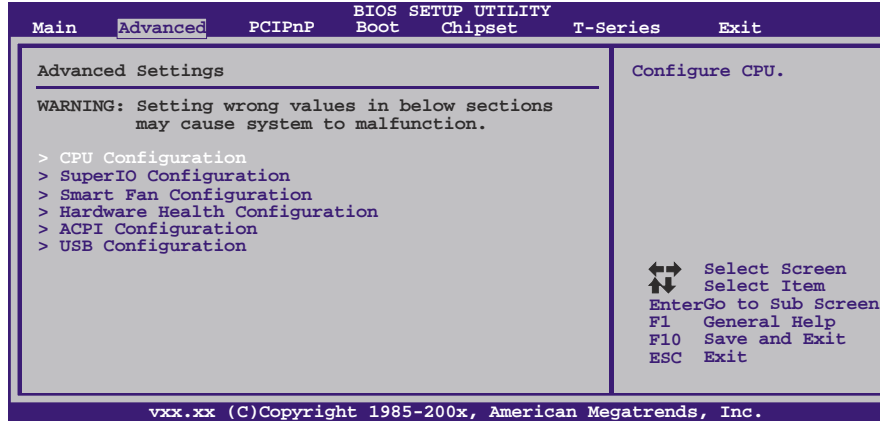 BIOS SETUP UTILITY
Main Advanced PCIPnP Boot Chipset T-Series Exit
Advanced Settings
WARNING: Setting wrong values in below sections
may cause system to malfunction.
> CPU Configuration
> SuperIO Configuration
> Smart Fan Configuration
> Hardware Health Configuration
> ACPI Configuration
> USB Configuration
Configure CPU.
Select Screen
Select Item
EnterGo to Sub Screen
F1 General Help
F10 Save and Exit
ESC Exit
vxx.xx (C)Copyright 1985-200x, American Megatrends, Inc.